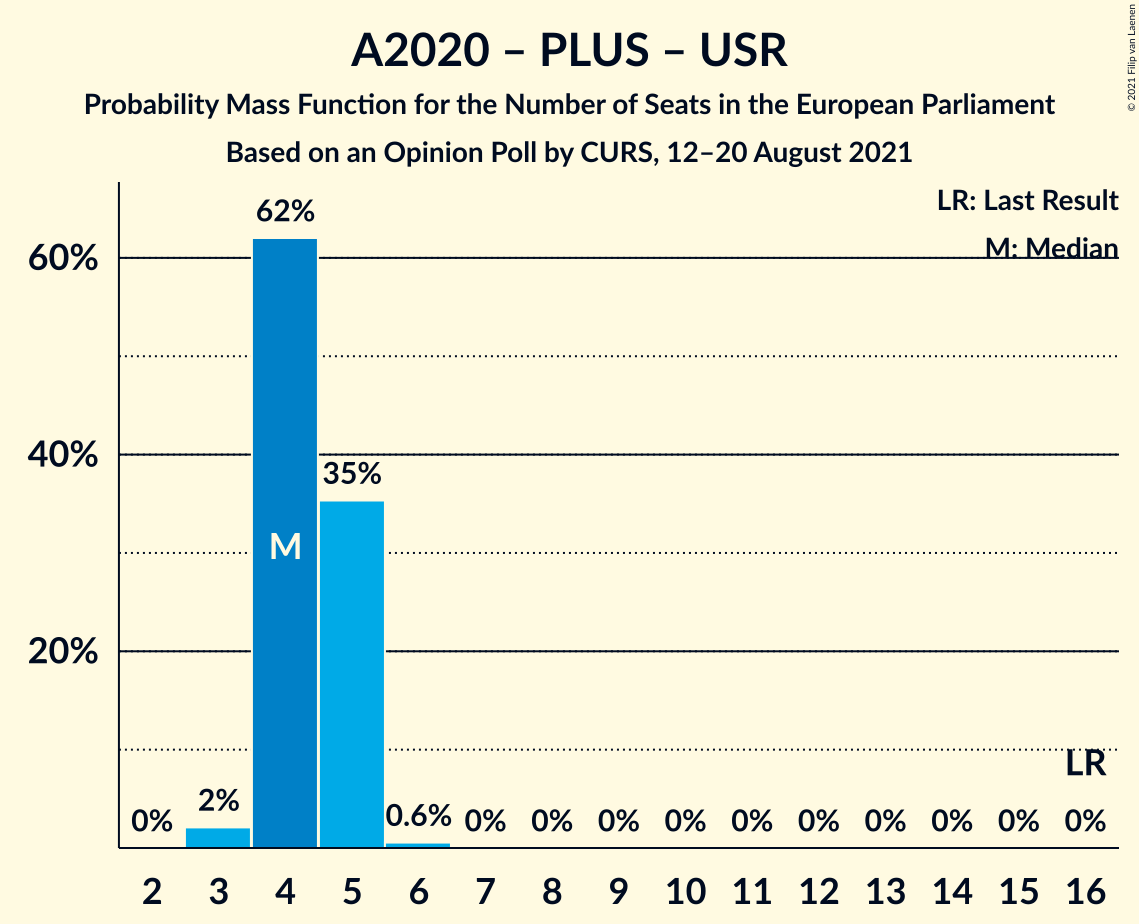 A2020 – PLUS – USR
Probability Mass Function for the Number of Seats in the European Parliament
Based on an Opinion Poll by CURS, 12–20 August 2021
© 2021 Filip van Laenen
LR: Last Result
M: Median
60%
40%
20%
0% 2% 62% 35% 0.6% 0% 0% 0% 0% 0% 0% 0% 0% 0% 0%
M
LR
2 3 4 5 6 7 8 9 10 11 12 13 14 15 16